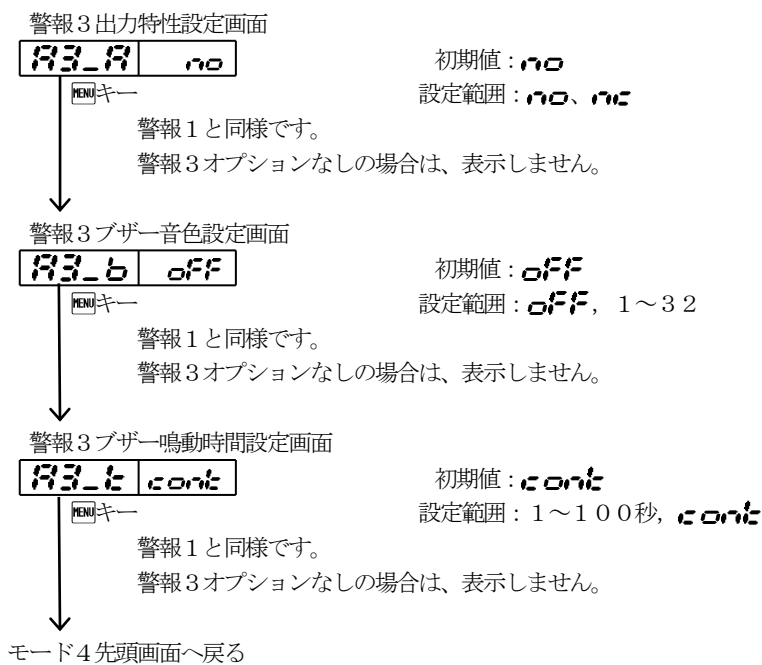 警報3出力特性設定画面
A3_A no 初期値:no
MENUキー 設定範囲:no、nc
警報1と同様です。
警報3オプションなしの場合は、表示しません。
警報3ブザー音色設定画面
A3_b oFF 初期値:oFF
MENUキー 設定範囲:oFF, 1~32
警報1と同様です。
警報3オプションなしの場合は、表示しません。
警報3ブザー鳴動時間設定画面
A3_t cont 初期値:cont
MENUキー 設定範囲:1~100秒, cont
警報1と同様です。
警報3オプションなしの場合は、表示しません。
モード4先頭画面へ戻る